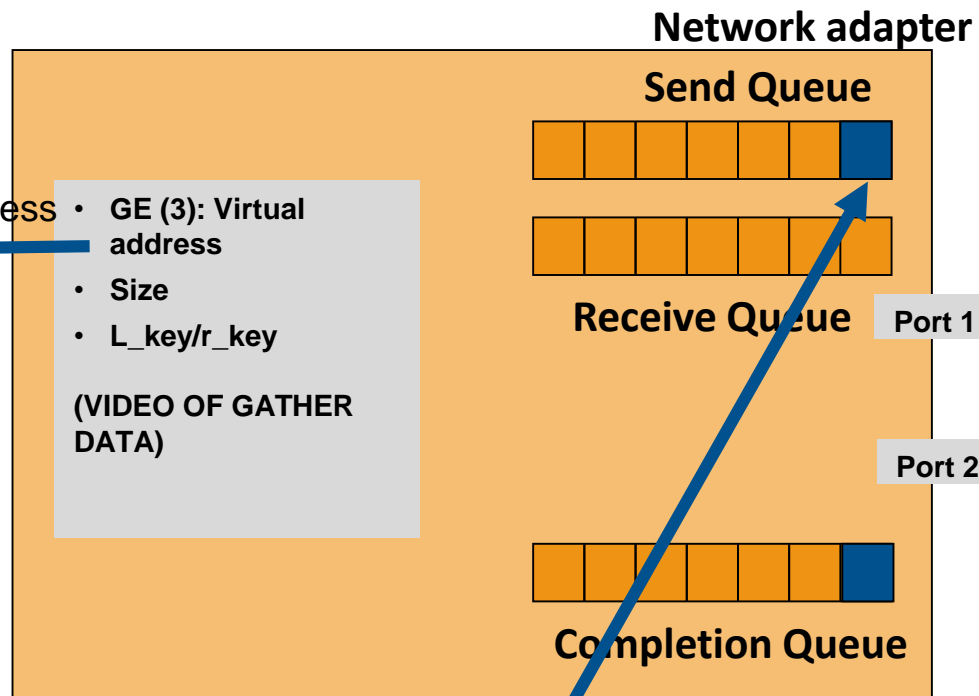 Network adapter
Send Queue
ess
• GE (3): Virtual
address
• Size
• L_key/r_key
(VIDEO OF GATHER
DATA)
Receive Queue
Port 1
Port 2
Completion Queue